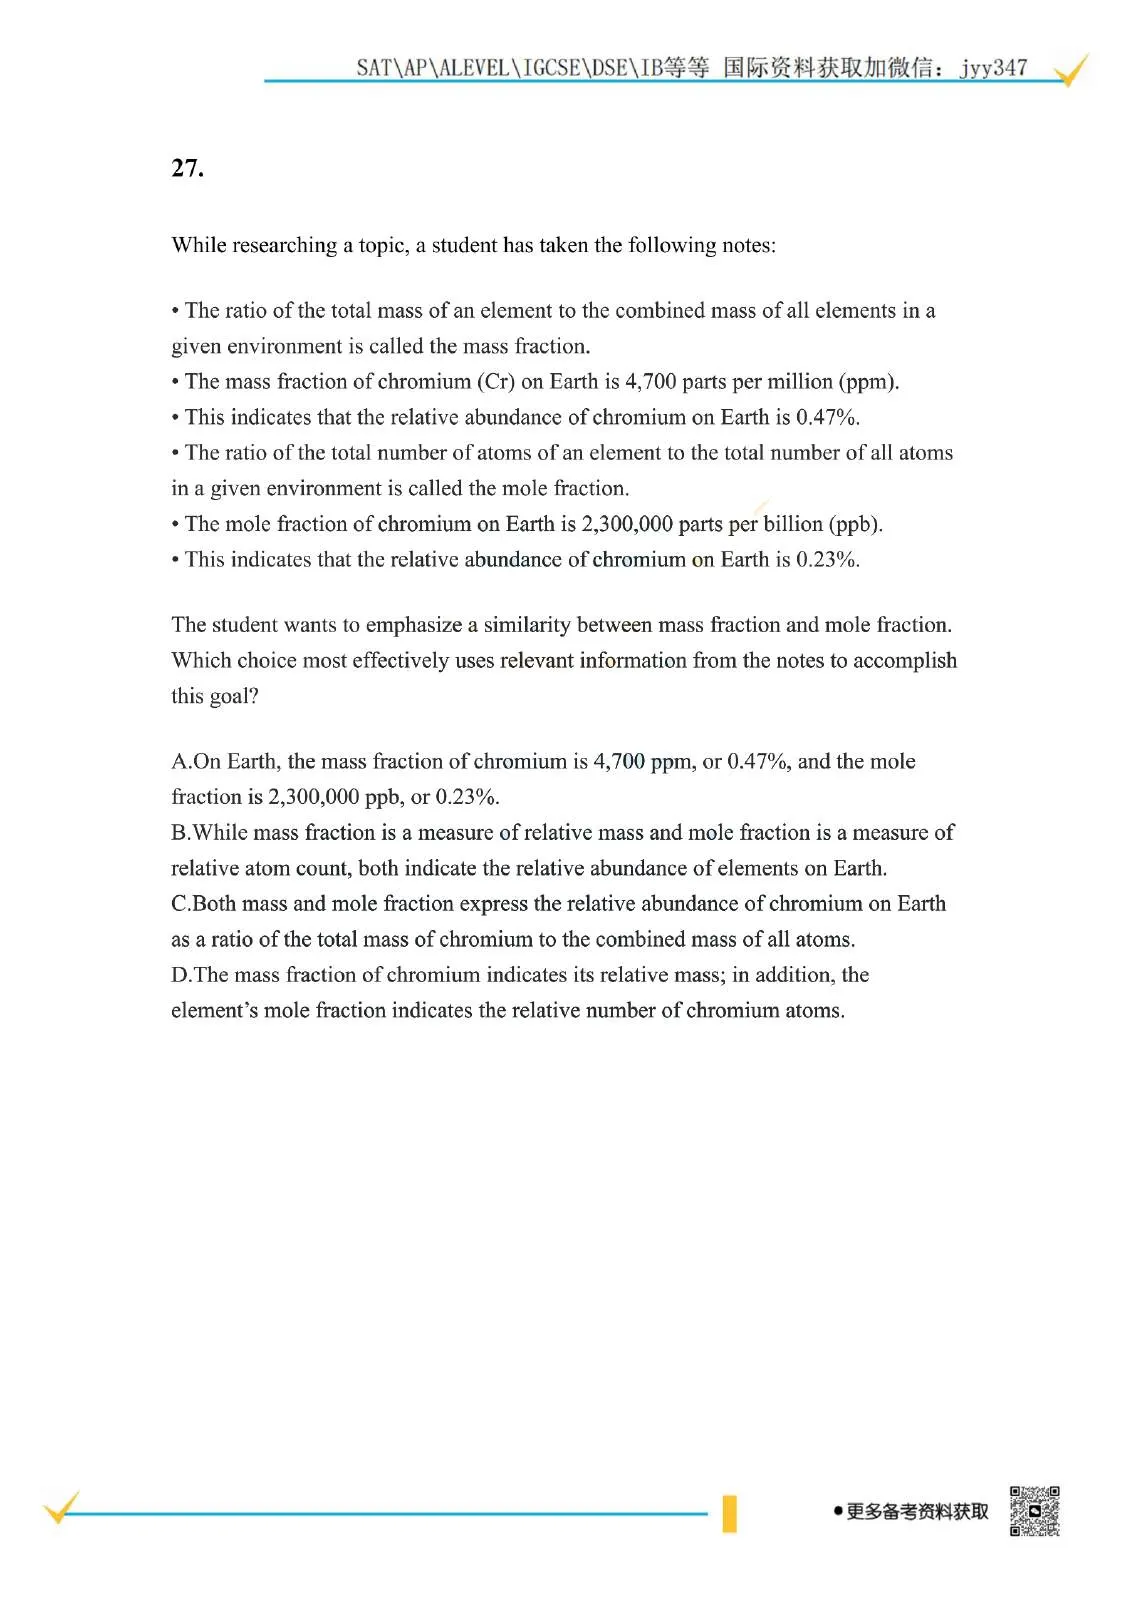 SAT\AP\ALEVEL\IGCSE\DSE\IB等等 国际资料获取加微信：jyy347
27.
While researching a topic, a student has taken the following notes:
• The ratio of the total mass of an element to the combined mass of all elements in a
given environment is called the mass fraction.
• The mass fraction of chromium (Cr) on Earth is 4,700 parts per million (ppm).
• This indicates that the relative abundance of chromium on Earth is 0.47%.
• The ratio of the total number of atoms of an element to the total number of all atoms
in a given environment is called the mole fraction.
• The mole fraction of chromium on Earth is 2,300,000 parts per billion (ppb).
• This indicates that the relative abundance of chromium on Earth is 0.23%.
The student wants to emphasize a similarity between mass fraction and mole fraction.
Which choice most effectively uses relevant information from the notes to accomplish
this goal?
A.On Earth, the mass fraction of chromium is 4,700 ppm, or 0.47%, and the mole
fraction is 2,300,000 ppb, or 0.23%.
B.While mass fraction is a measure of relative mass and mole fraction is a measure of
relative atom count, both indicate the relative abundance of elements on Earth.
C.Both mass and mole fraction express the relative abundance of chromium on Earth
as a ratio of the total mass of chromium to the combined mass of all atoms.
D.The mass fraction of chromium indicates its relative mass; in addition, the
element’s mole fraction indicates the relative number of chromium atoms.
•更多备考资料获取